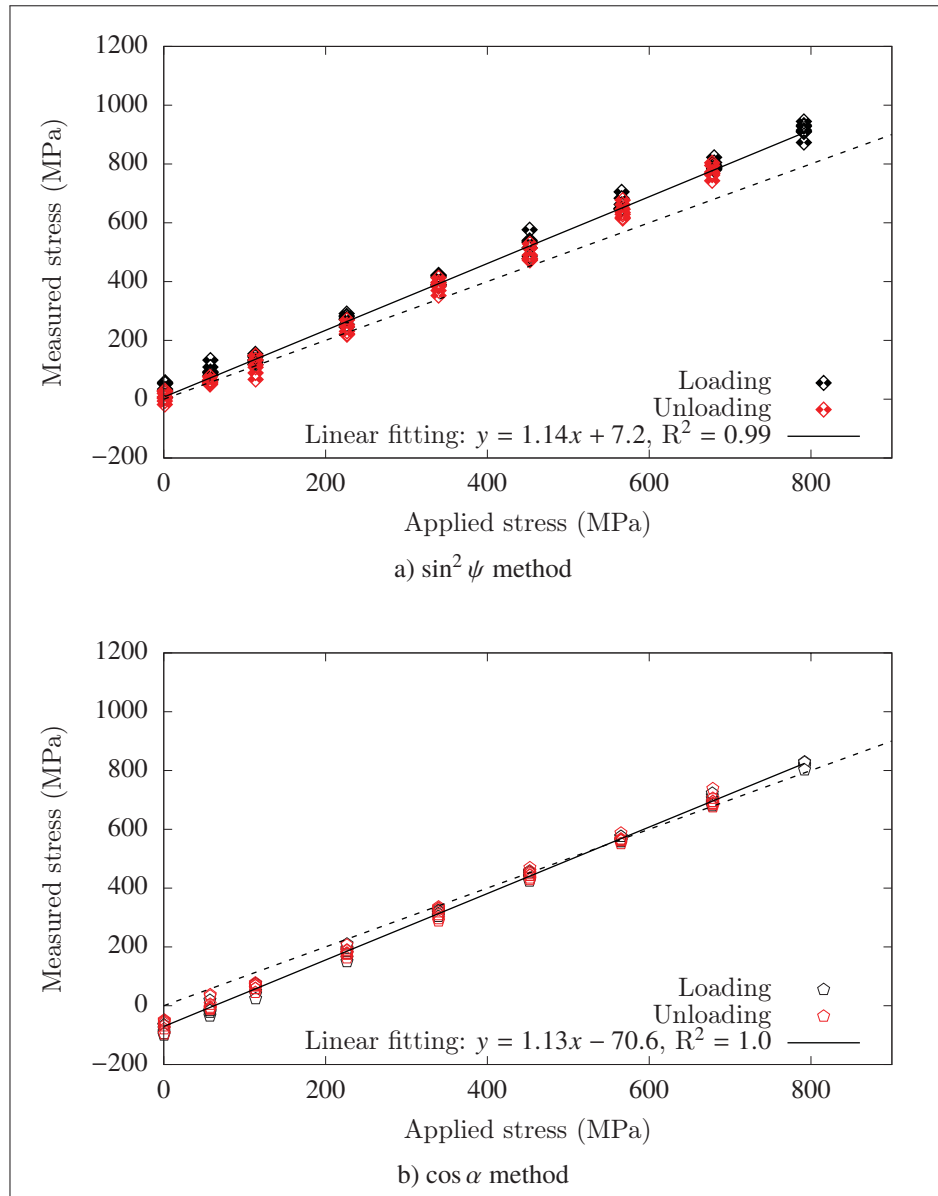 1200
1000
800
600
400
200
0
−200
0 200 400 600 800
Measured stress (MPa)
Loading
Unloading
Linear fitting: y = 1.14x + 7.2, R² = 0.99
Applied stress (MPa)
a) sin² ψ method
1200
1000
800
600
400
200
0
−200
0 200 400 600 800
Measured stress (MPa)
Loading
Unloading
Linear fitting: y = 1.13x − 70.6, R² = 1.0
Applied stress (MPa)
b) cos α method